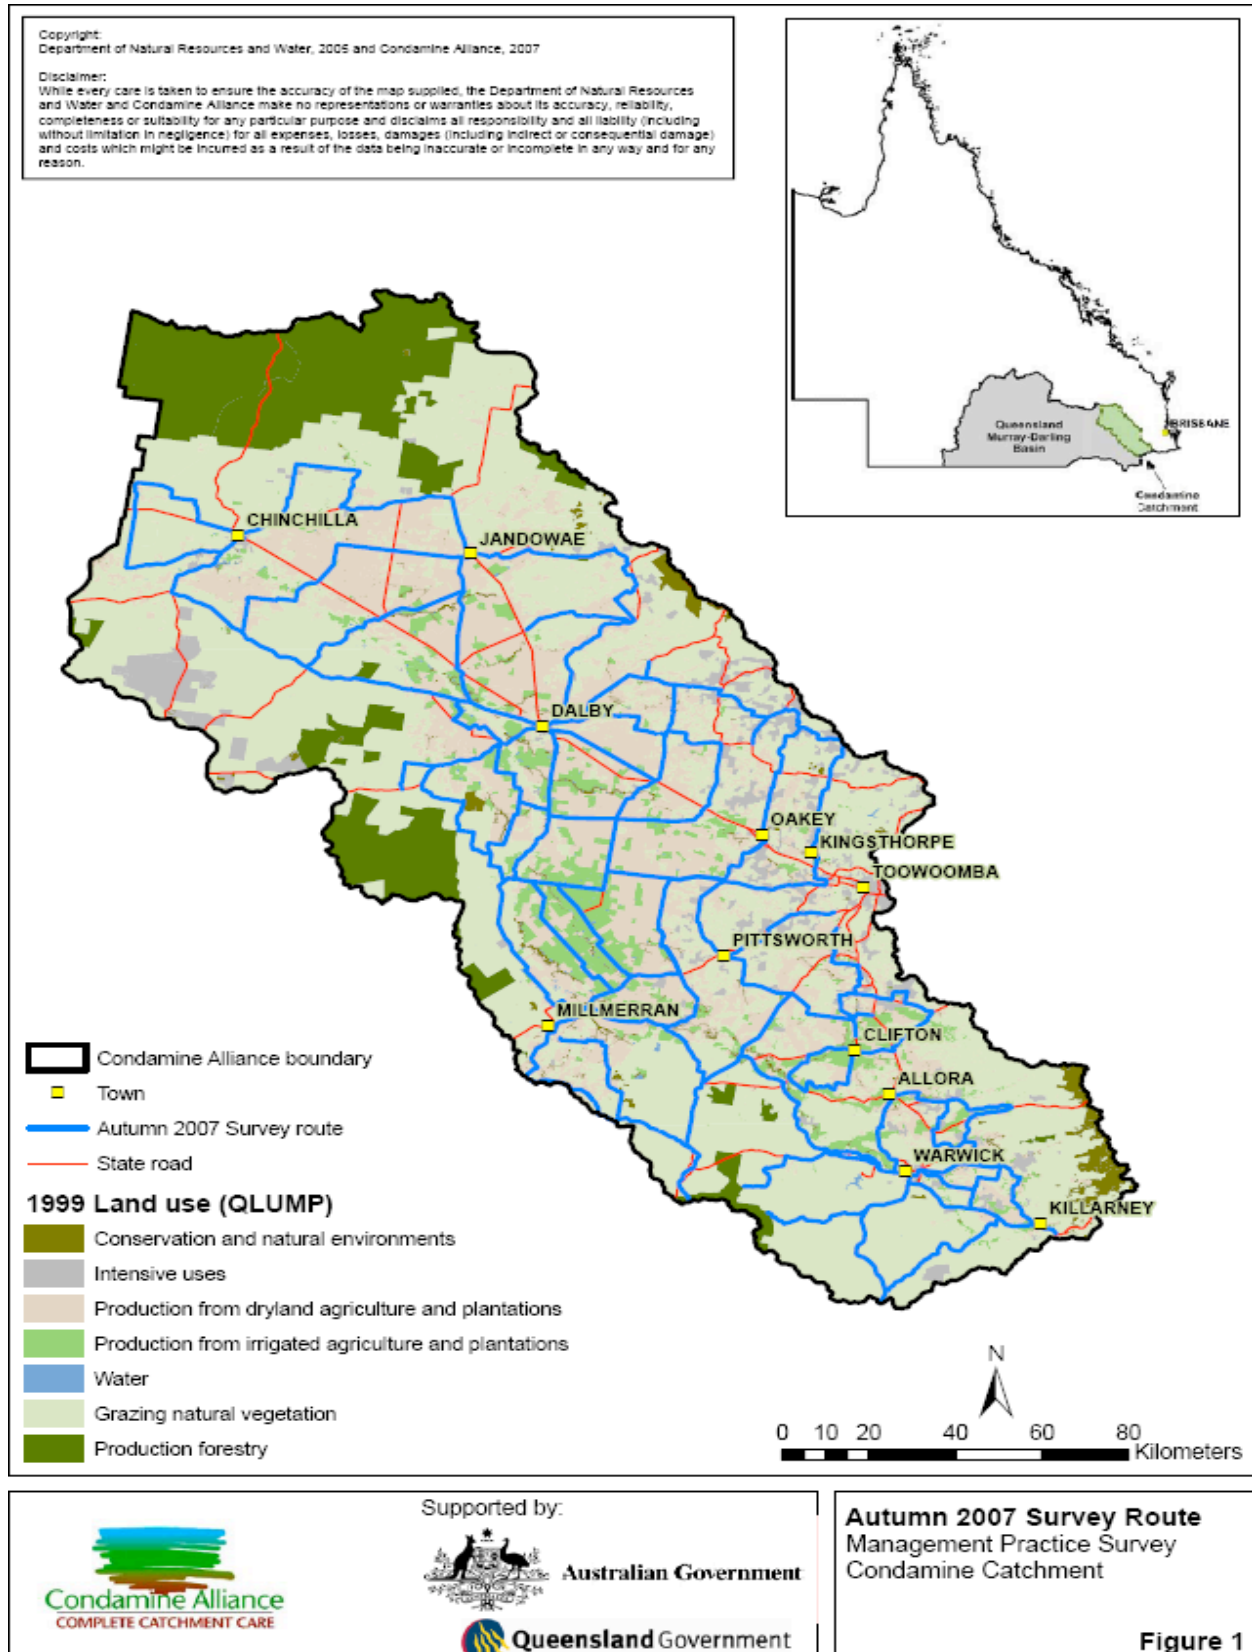 Copyright:
Department of Natural Resources and Water, 2005 and Condamine Alliance, 2007
Disclaimer:
While every care is taken to ensure the accuracy of the map supplied, the Department of Natural Resources
and Water and Condamine Alliance make no representations or warranties about its accuracy, reliability,
completeness or suitability for any particular purpose and disclaims all responsibility and all liability (including
without limitation in negligence) for all expenses, losses, damages (including indirect or consequential damage)
and costs which might be incurred as a result of the data being inaccurate or incomplete in any way and for any
reason.
Queensland
Murray-Darling
Basin
BRISBANE
Condamine
Catchment
CHINCHILLA
JANDOWAE
DALBY
OAKEY
KINGSTHORPE
TOOWOOMBA
PITTSWORTH
MILLMERRAN
CLIFTON
ALLORA
WARWICK
KILLARNEY
Condamine Alliance boundary
Town
Autumn 2007 Survey route
State road
1999 Land use (QLUMP)
Conservation and natural environments
Intensive uses
Production from dryland agriculture and plantations
Production from irrigated agriculture and plantations
Water
Grazing natural vegetation
Production forestry
N
0 10 20 40 60 80
Kilometers
Condamine Alliance
COMPLETE CATCHMENT CARE
Supported by:
Australian Government
Queensland Government
Autumn 2007 Survey Route
Management Practice Survey
Condamine Catchment
Figure 1